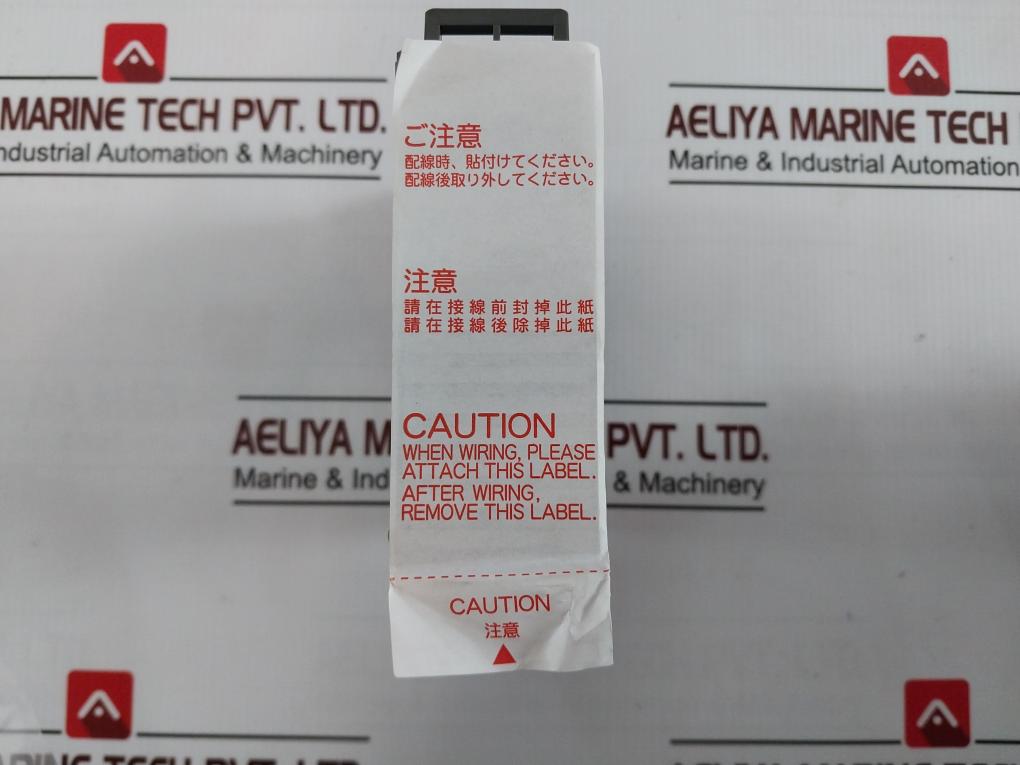 MARINE TECH PVT. LTD.
Industrial Automation & Machinery
AELIYA MARINE TECH
Marine & Industrial Automation
ご注意
配線時、貼付けてください。
配線後取り外してください。
注意
請在接線前封掉此紙
請在接線後除掉此紙
CAUTION
WHEN WIRING, PLEASE
ATTACH THIS LABEL.
AFTER WIRING,
REMOVE THIS LABEL.
AELIYA M
PVT. LTD.
Marine & Ind
& Machinery
CAUTION
注意